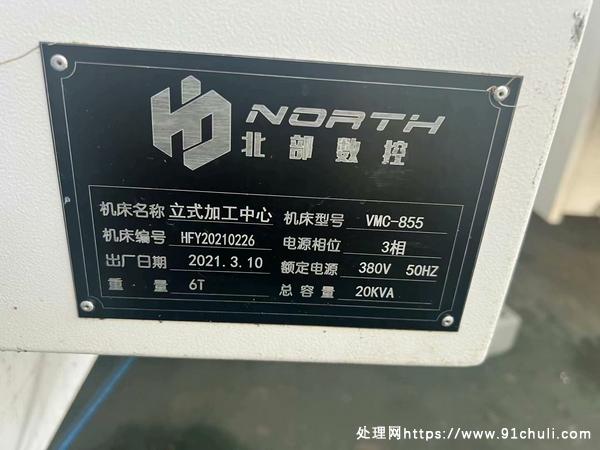 NORTH
北部数控
机床名称 立式加工中心 机床型号 VMC-855
机床编号 HFY20210226 电源相位 3相
出厂日期 2021.3.10 额定电源 380V 50HZ
重量 6T 总容量 20KVA
处理网https://www.91chuli.com/